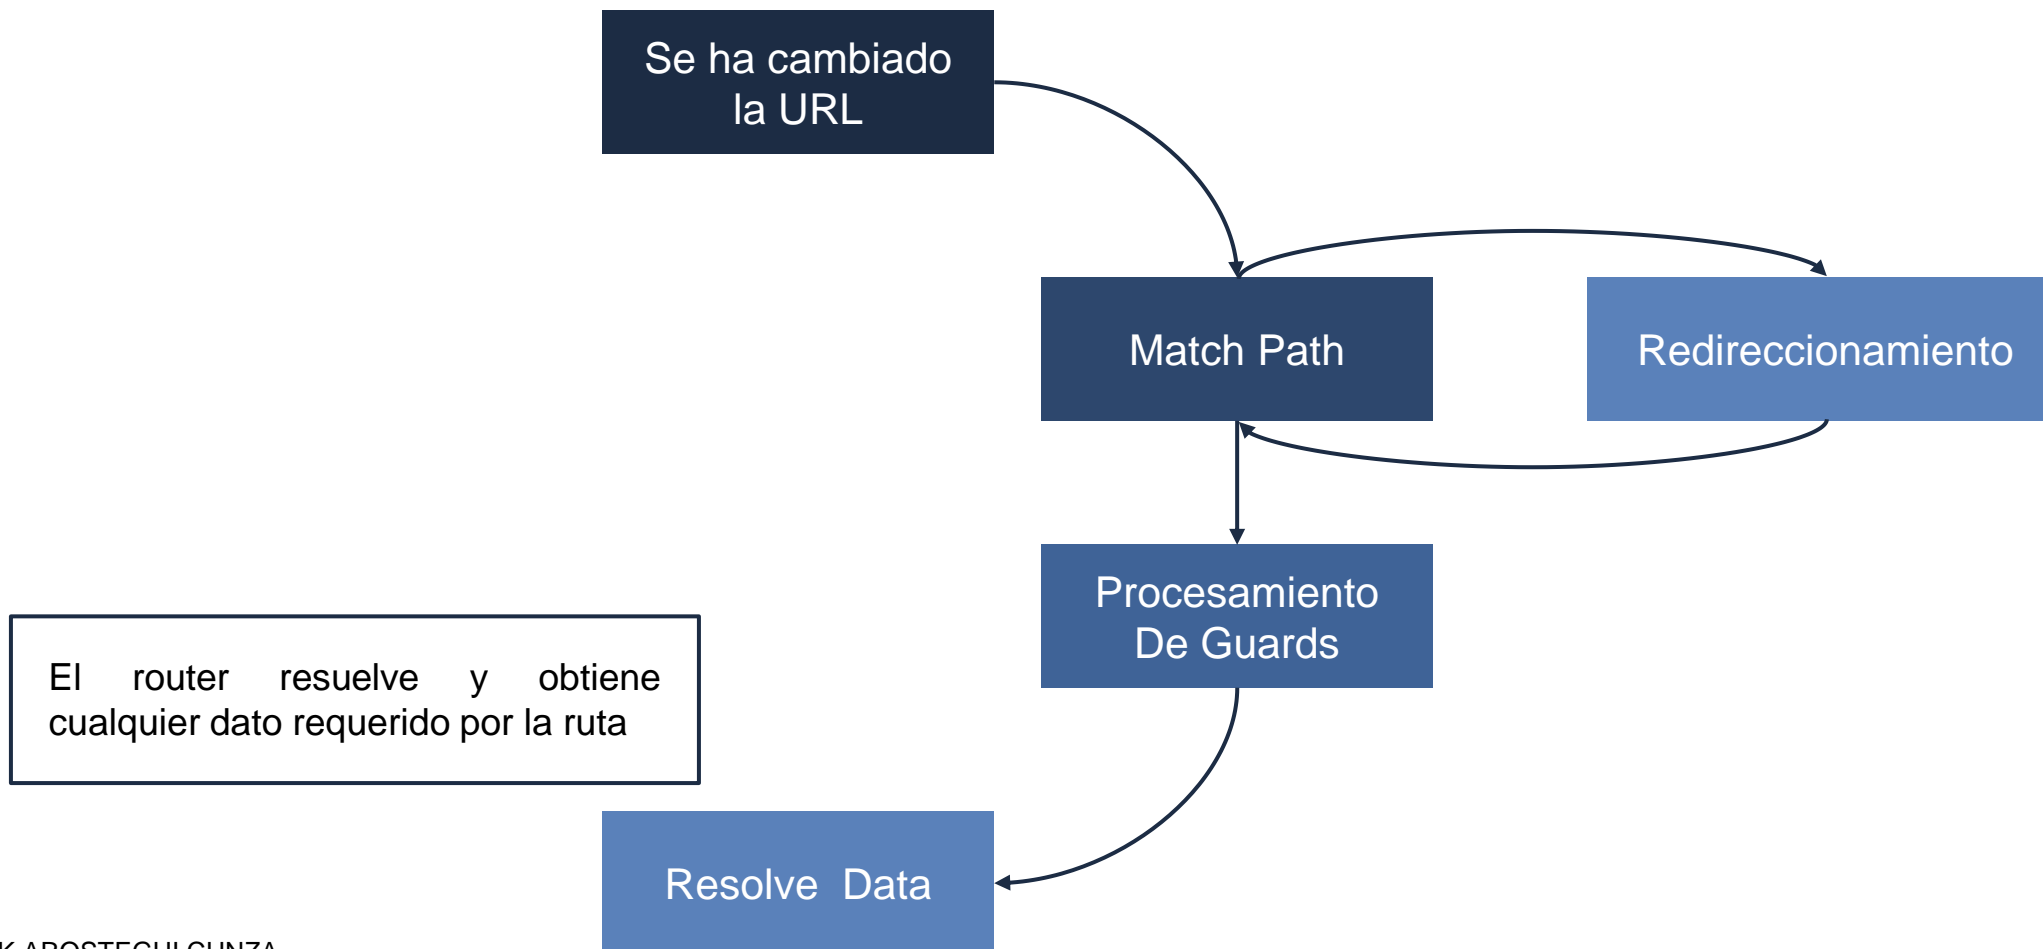 Se ha cambiado
la URL
Match Path
Redireccionamiento
Procesamiento
De Guards
El router resuelve y obtiene
cualquier dato requerido por la ruta
Resolve Data